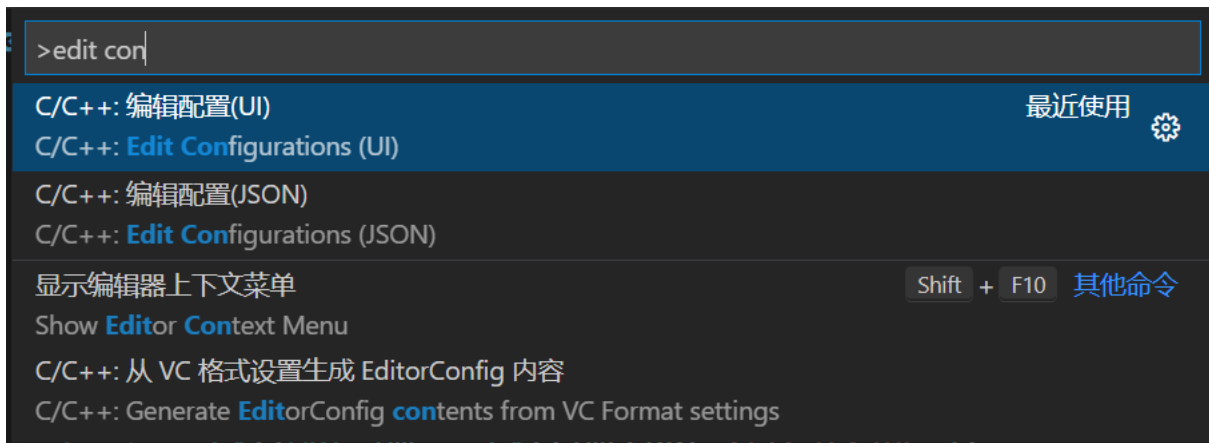 >edit con
C/C++: 编辑配置(UI) 最近使用
C/C++: Edit Configurations (UI)
C/C++: 编辑配置(JSON)
C/C++: Edit Configurations (JSON)
显示编辑器上下文菜单 Shift + F10 其他命令
Show Editor Context Menu
C/C++: 从 VC 格式设置生成 EditorConfig 内容
C/C++: Generate EditorConfig contents from VC Format settings